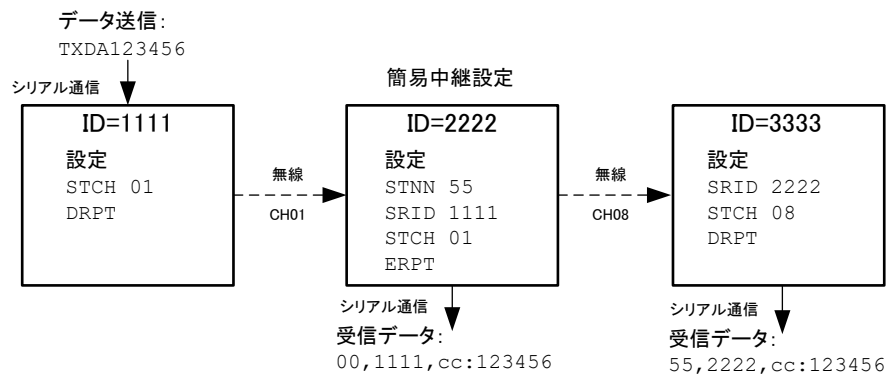 データ送信:
TXDA123456
シリアル通信
ID=1111
設定
STCH 01
DRPT
無線
CH01
簡易中継設定
ID=2222
設定
STNN 55
SRID 1111
STCH 01
ERPT
シリアル通信
受信データ:
00,1111,cc:123456
無線
CH08
ID=3333
設定
SRID 2222
STCH 08
DRPT
シリアル通信
受信データ:
55,2222,cc:123456